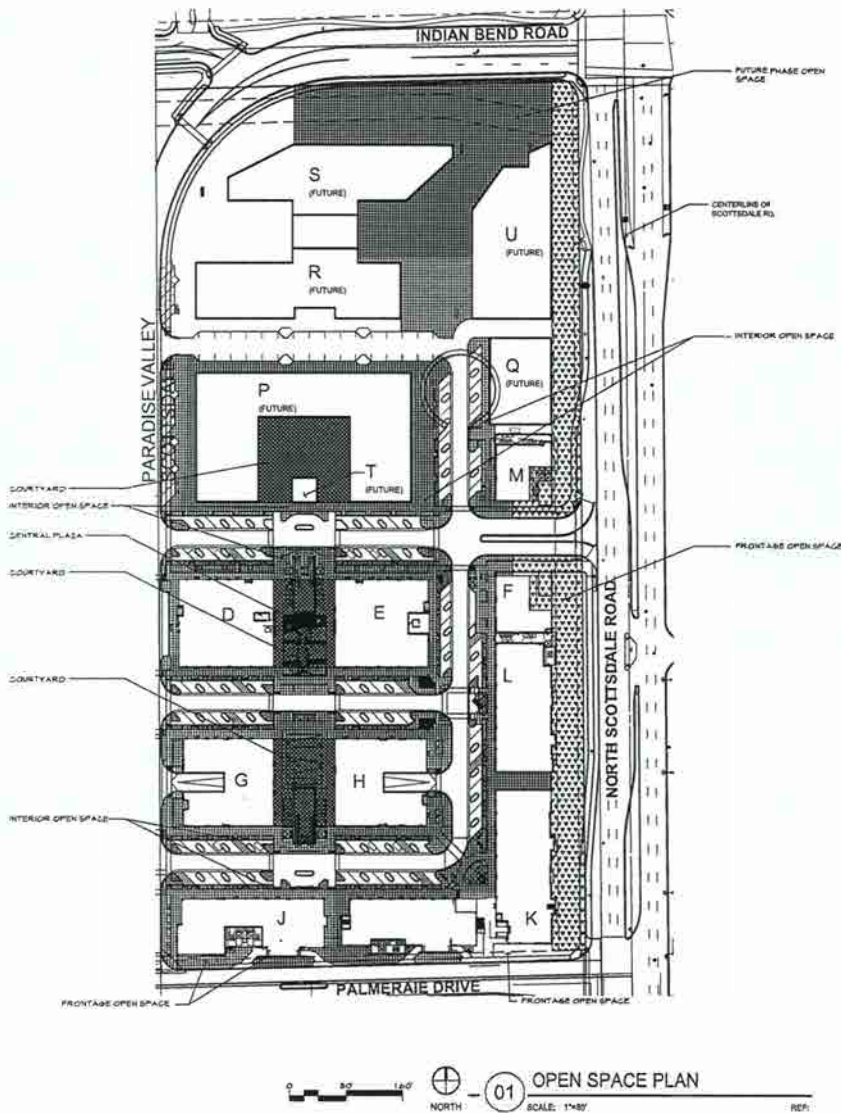 INDIAN BEND ROAD
FUTURE PHASE OPEN
SPACE
S
(FUTURE)
CENTERLINE OF
SCOTTSDALE RD.
U
(FUTURE)
R
(FUTURE)
PARADISE VALLEY
INTERIOR OPEN SPACE
Q
(FUTURE)
P
(FUTURE)
M
T
(FUTURE)
COURTYARD
INTERIOR OPEN SPACE
CENTRAL PLAZA
COURTYARD
FRONTAGE OPEN SPACE
D
E
F
L
COURTYARD
NORTH SCOTTSDALE ROAD
G
H
INTERIOR OPEN SPACE
J
K
PALMERAIE DRIVE
FRONTAGE OPEN SPACE
FRONTAGE OPEN SPACE
NORTH
01
OPEN SPACE PLAN
SCALE: 1"=80'
REF:
0 80' 160'